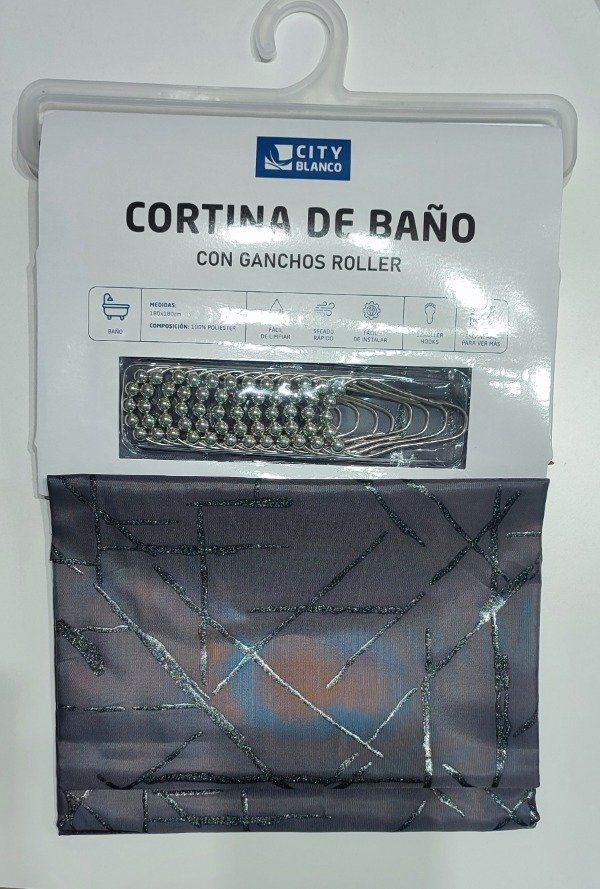 CITY
BLANCO
CORTINA DE BAÑO
CON GANCHOS ROLLER
BAÑO
MEDIDAS:
180x180cm
COMPOSICIÓN: 100% POLIESTER
FÁCIL
DE LIMPIAR
SECADO
RÁPIDO
FÁCIL
DE INSTALAR
ROLLER
HOOKS
PARA VER MÁS